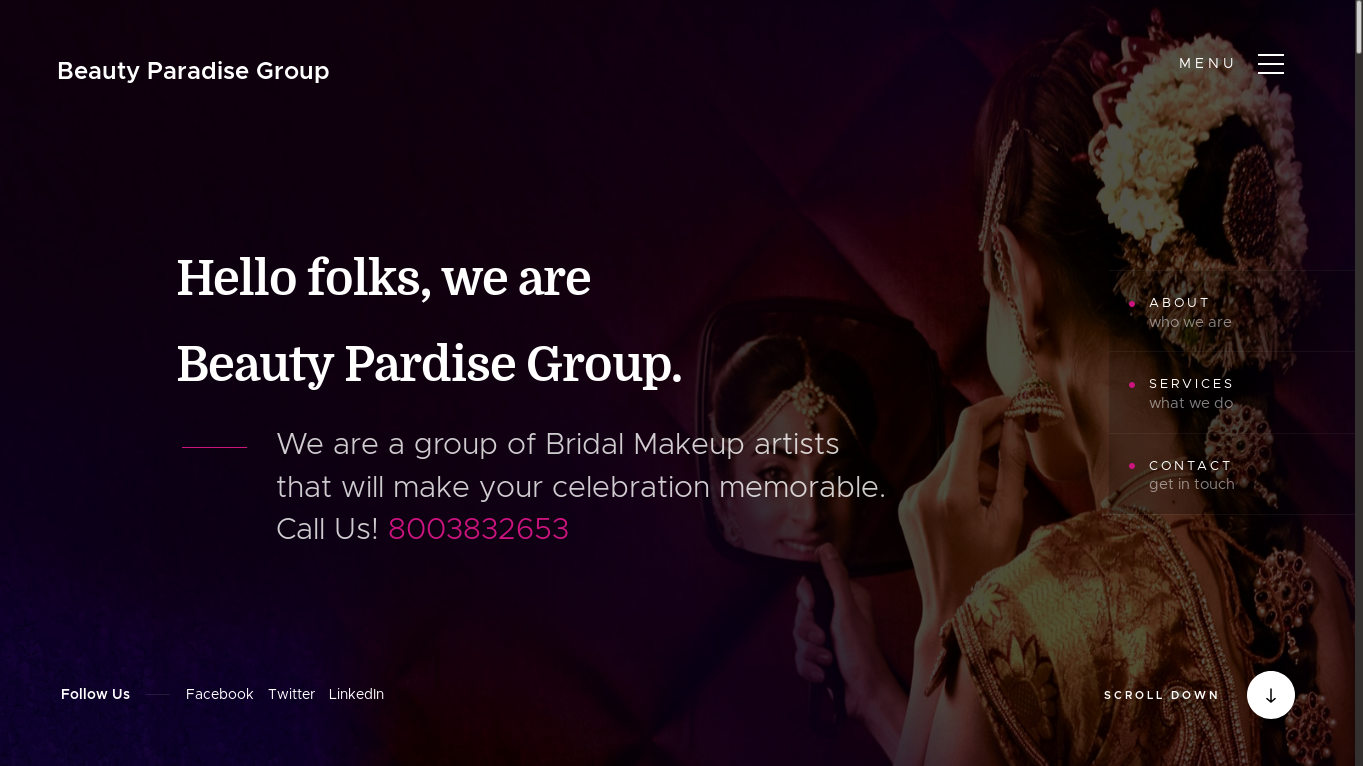 Beauty Paradise Group
MENU
Hello folks, we are
Beauty Pardise Group.
We are a group of Bridal Makeup artists
that will make your celebration memorable.
Call Us! 8003832653
ABOUT
who we are
SERVICES
what we do
CONTACT
get in touch
Follow Us Facebook Twitter LinkedIn
SCROLL DOWN